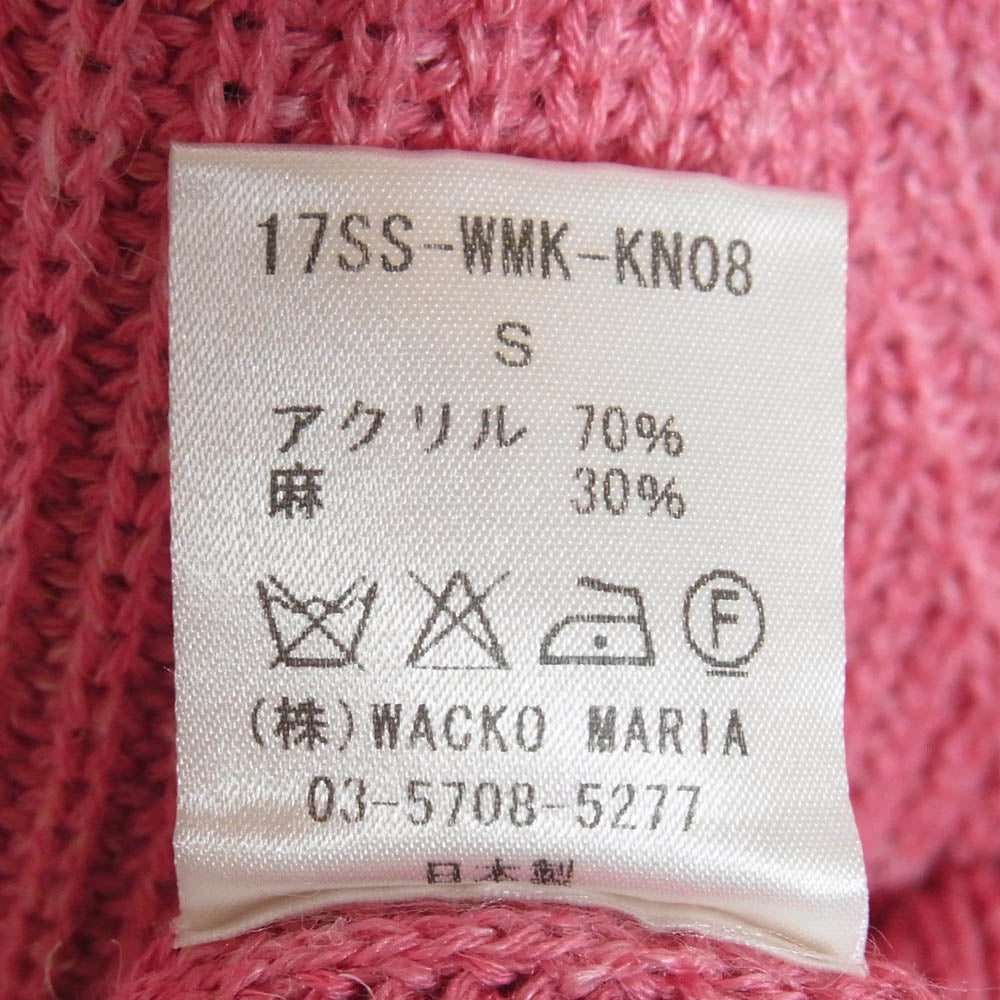 17SS-WMK-KN08
S
アクリル 70%
麻 30%
F
(株)WACKO MARIA
03-5708-5277
日本製